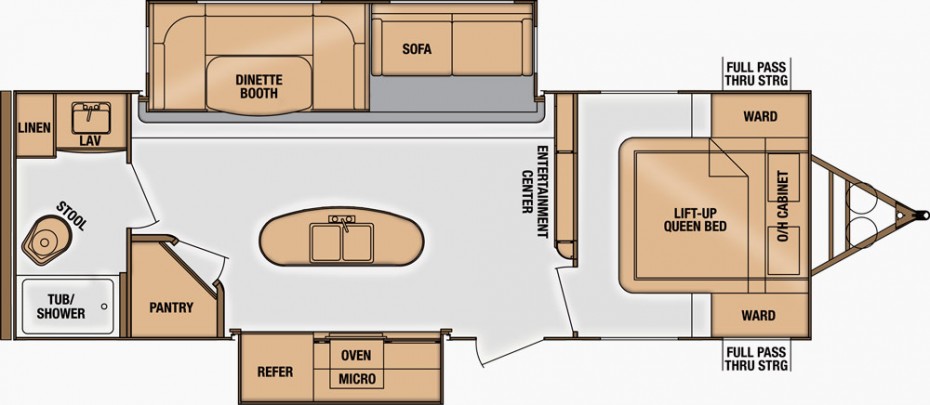 SOFA
DINETTE
BOOTH
FULL PASS
THRU STRG
LINEN
LAV
WARD
ENTERTAINMENT
CENTER
STOOL
LIFT-UP
QUEEN BED
O/H CABINET
TUB/
SHOWER
PANTRY
WARD
REFER
OVEN
MICRO
FULL PASS
THRU STRG